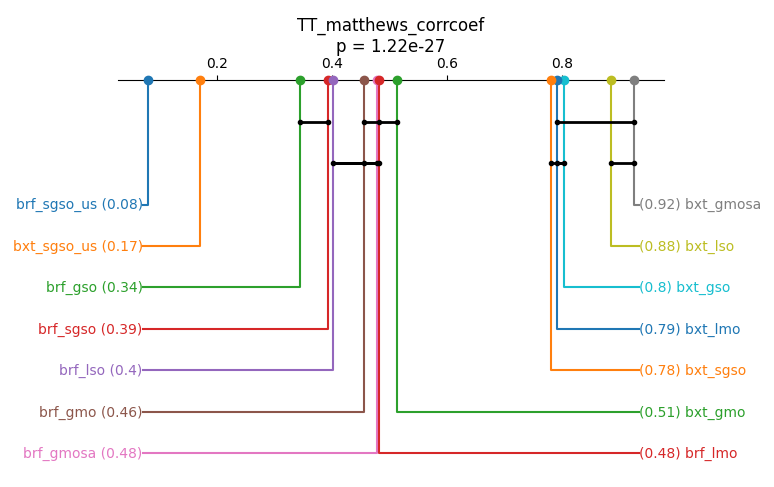 TT_matthews_corrcoef
p = 1.22e-27
0.2 0.4 0.6 0.8
brf_sgso_us (0.08) (0.92) bxt_gmosa
bxt_sgso_us (0.17) (0.88) bxt_lso
brf_gso (0.34) (0.8) bxt_gso
brf_sgso (0.39) (0.79) bxt_lmo
brf_lso (0.4) (0.78) bxt_sgso
brf_gmo (0.46) (0.51) bxt_gmo
brf_gmosa (0.48) (0.48) brf_lmo